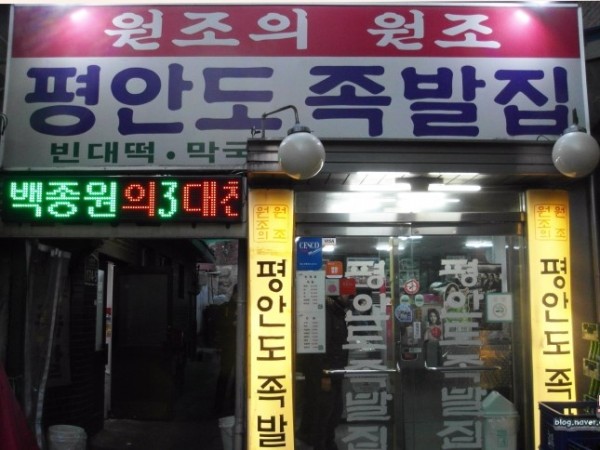 원조의 원조
평안도 족발집
빈대떡 · 막국
백종원의3대천
원조의 원조
평안도 족발
CESCO
평안도족발집
평안도족발집
원조의 원조
평안도 족
blog.naver.c